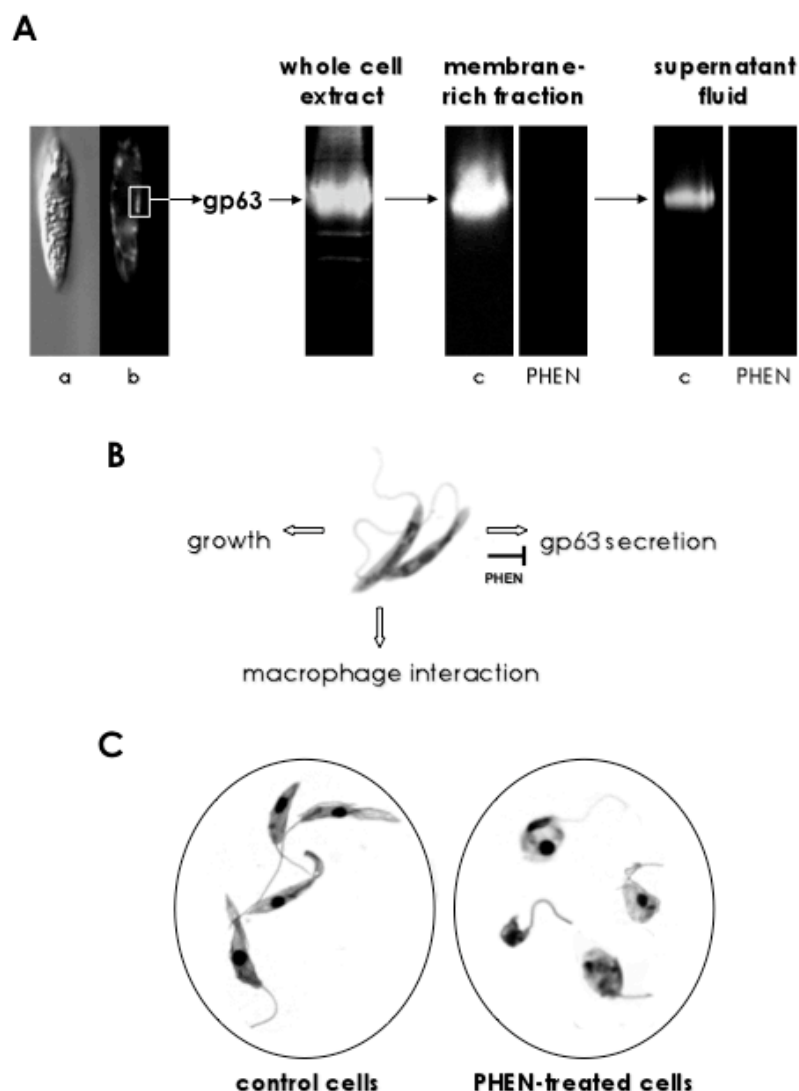 A
whole cell
extract
membrane-
rich fraction
supernatant
fluid
gp63
a
b
c
PHEN
c
PHEN
B
growth
gp63 secretion
PHEN
macrophage interaction
C
control cells
PHEN-treated cells